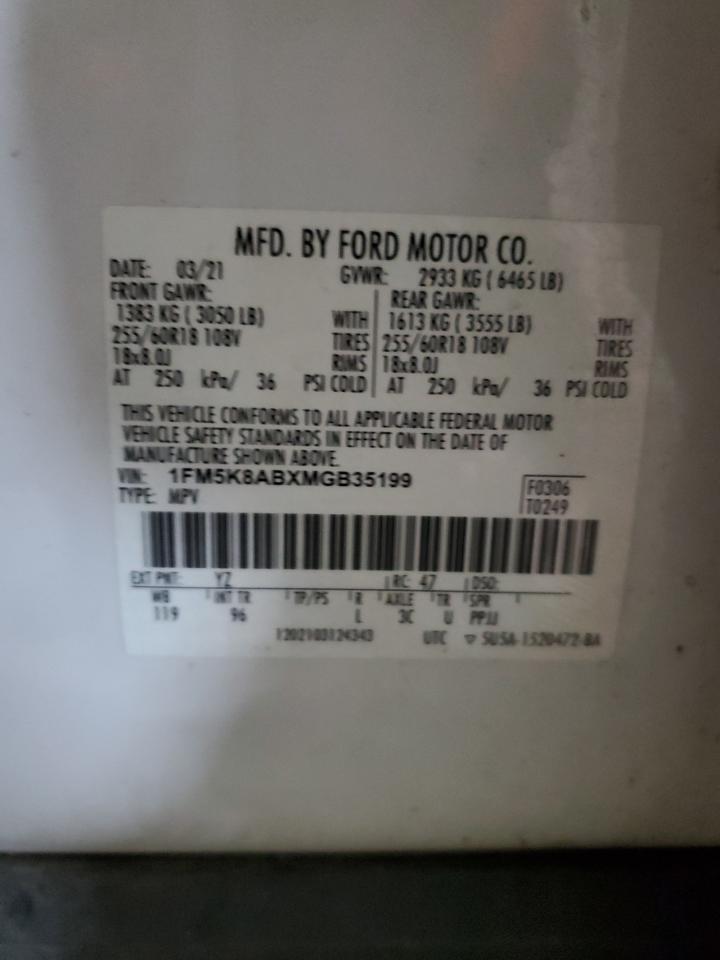 MFD. BY FORD MOTOR CO.
DATE: 03/21 GVWR: 2933 KG ( 6465 LB)
FRONT GAWR: REAR GAWR:
1383 KG ( 3050 LB) WITH 1613 KG ( 3555 LB) WITH
255/60R18 108V TIRES 255/60R18 108V TIRES
18x8.0J RIMS 18x8.0J RIMS
AT 250 kPa/ 36 PSI COLD AT 250 kPa/ 36 PSI COLD
THIS VEHICLE CONFORMS TO ALL APPLICABLE FEDERAL MOTOR
VEHICLE SAFETY STANDARDS IN EFFECT ON THE DATE OF
MANUFACTURE SHOWN ABOVE.
VIN: 1FM5K8ABXMGB35199 F0306
TYPE: MPV T0249
EXT PNT: YZ RC: 47 DSO:
WB INT TR TP/PS R AXLE TR SPR
119 96 L 3C U PPJJ
1202103124343 UTC ▽ 5USA-1520472-BA